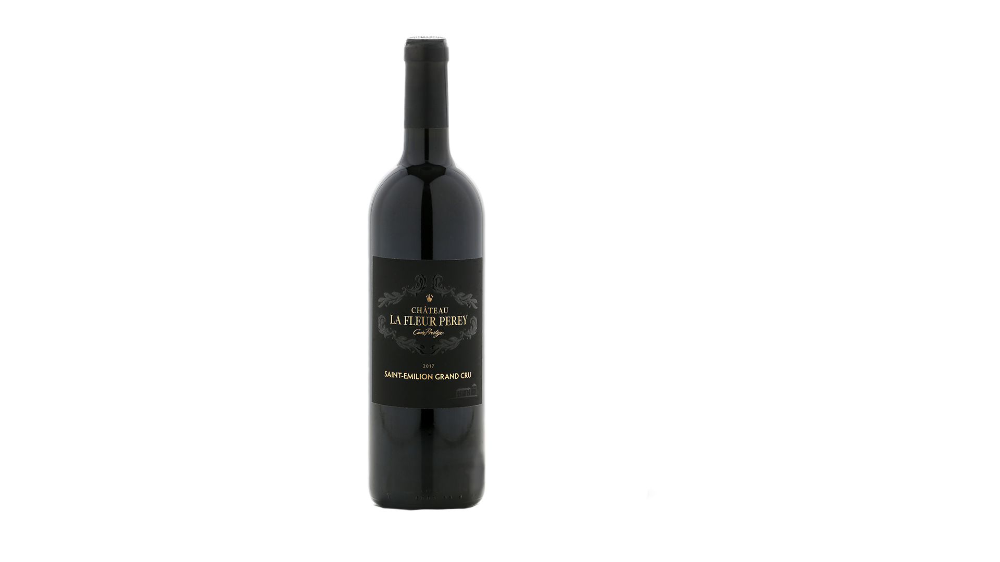 CHÂTEAU
LA FLEUR PEREY
Cuvée Prestige
2017
SAINT-EMILION GRAND CRU